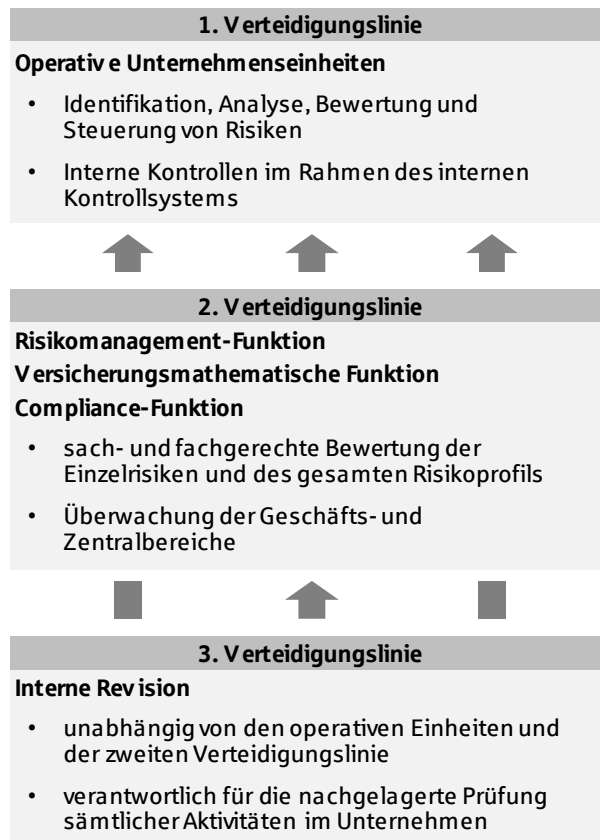 1. Verteidigungslinie
Operative Unternehmenseinheiten
• Identifikation, Analyse, Bewertung und
Steuerung von Risiken
• Interne Kontrollen im Rahmen des internen
Kontrollsystems
2. Verteidigungslinie
Risikomanagement-Funktion
Versicherungsmathematische Funktion
Compliance-Funktion
• sach- und fachgerechte Bewertung der
Einzelrisiken und des gesamten Risikoprofils
• Überwachung der Geschäfts- und
Zentralbereiche
3. Verteidigungslinie
Interne Revision
• unabhängig von den operativen Einheiten und
der zweiten Verteidigungslinie
• verantwortlich für die nachgelagerte Prüfung
sämtlicher Aktivitäten im Unternehmen